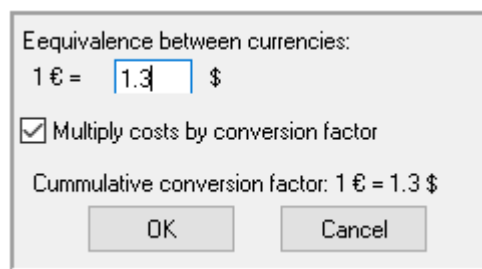 Eequivalence between currencies:
1 € = 1.3 $
Multiply costs by conversion factor
Cummulative conversion factor: 1 € = 1.3 $
OK Cancel